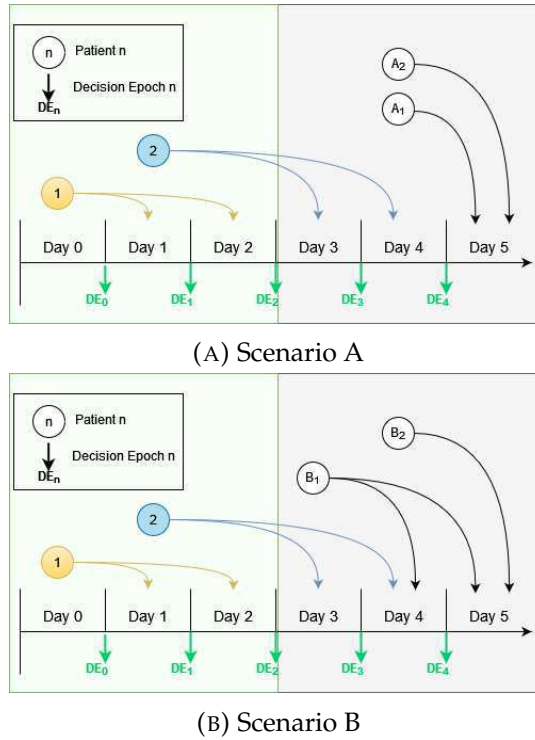 n Patient n
Decision Epoch n
DEn
A₂
A₁
2
1
Day 0 Day 1 Day 2 Day 3 Day 4 Day 5
DE₀ DE₁ DE₂ DE₃ DE₄
(A) Scenario A
n Patient n
Decision Epoch n
DEn
B₂
B₁
2
1
Day 0 Day 1 Day 2 Day 3 Day 4 Day 5
DE₀ DE₁ DE₂ DE₃ DE₄
(B) Scenario B